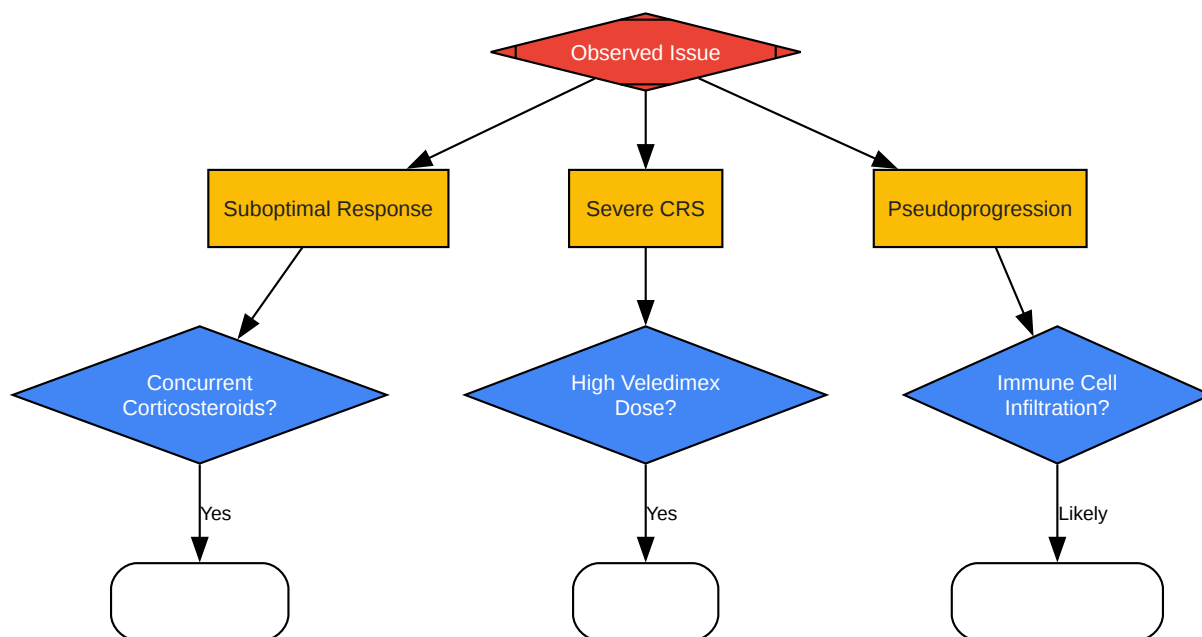 Observed Issue
Suboptimal Response
Severe CRS
Pseudoprogression
Concurrent
Corticosteroids?
High Veledimex
Dose?
Immune Cell
Infiltration?
Yes
Yes
Likely